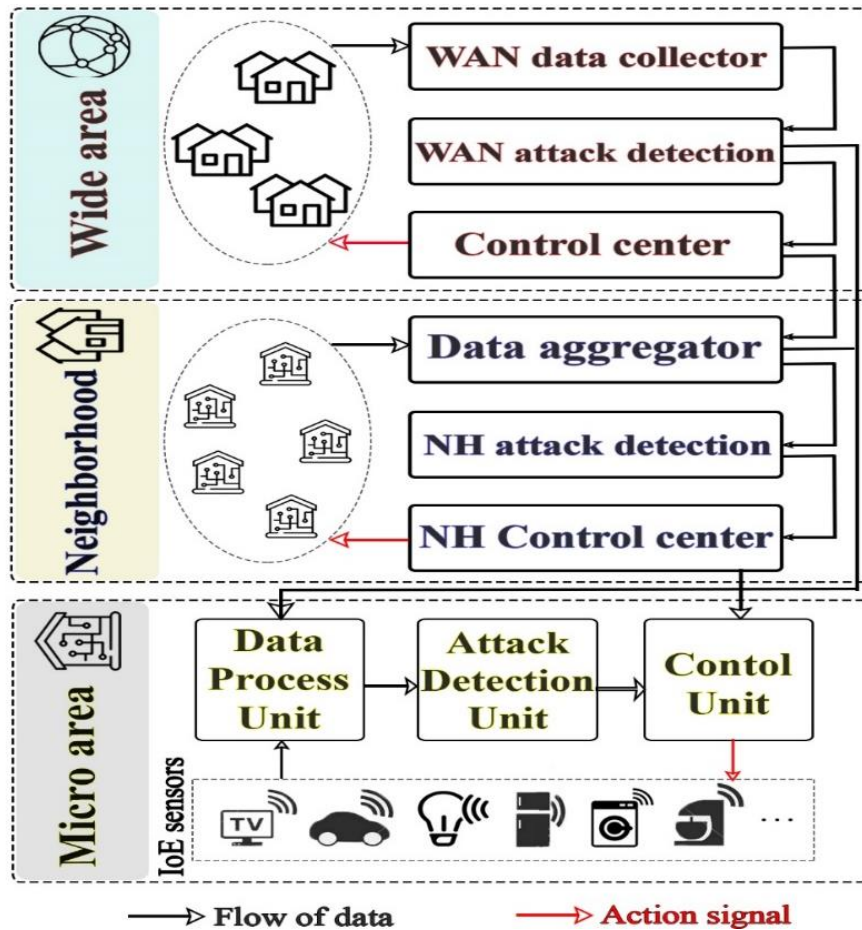 Wide area
WAN data collector
WAN attack detection
Control center
Neighborhood
Data aggregator
NH attack detection
NH Control center
Micro area
Data
Process
Unit
Attack
Detection
Unit
Contol
Unit
IoE sensors
TV
...
Flow of data
Action signal